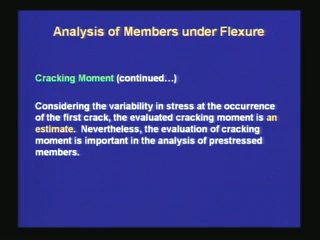 Analysis of Members under Flexure
Cracking Moment (continued…)
Considering the variability in stress at the occurrence
of the first crack, the evaluated cracking moment is an
estimate.  Nevertheless, the evaluation of cracking
moment is important in the analysis of prestressed
members.